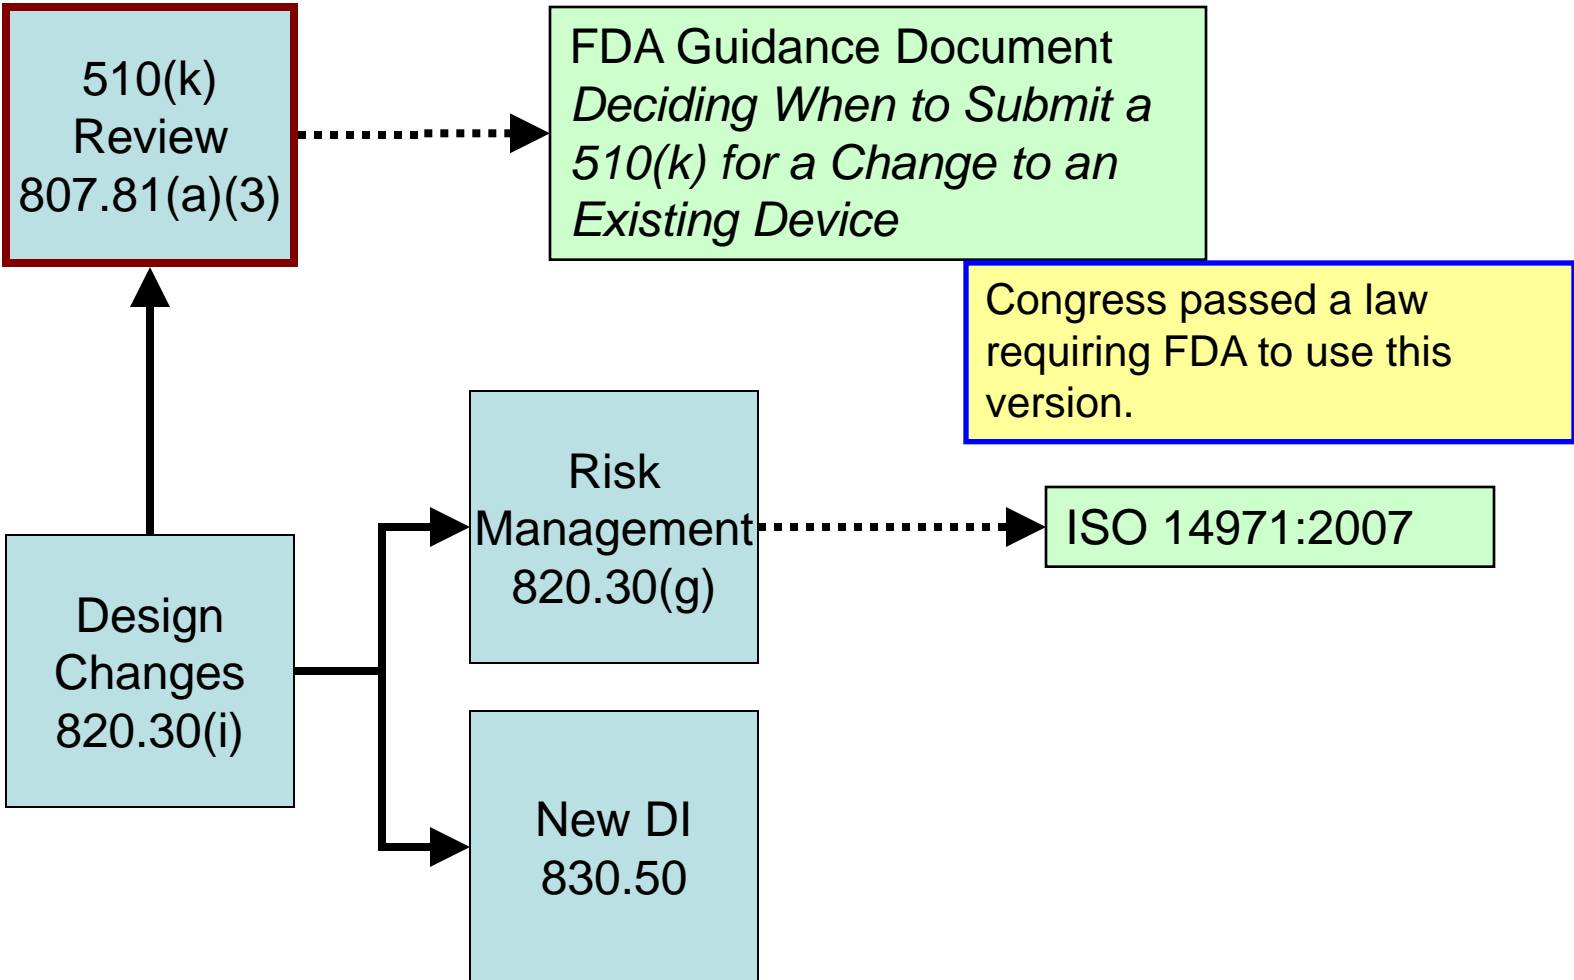 510(k)
Review
807.81(a)(3)
FDA Guidance Document
Deciding When to Submit a
510(k) for a Change to an
Existing Device
Congress passed a law
requiring FDA to use this
version.
Risk
Management
820.30(g)
ISO 14971:2007
Design
Changes
820.30(i)
New DI
830.50